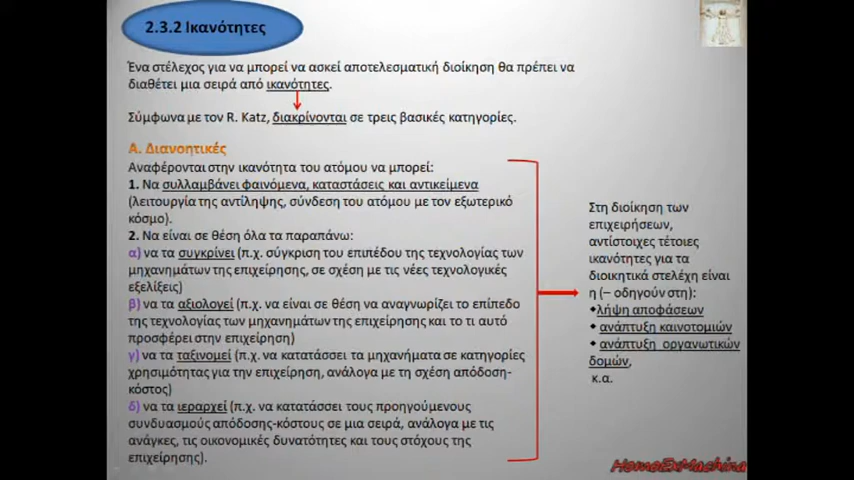 2.3.2 Ικανότητες
Ένα στέλεχος για να μπορεί να ασκεί αποτελεσματική διοίκηση θα πρέπει να
διαθέτει μια σειρά από ικανότητες.
Σύμφωνα με τον R. Katz, διακρίνονται σε τρεις βασικές κατηγορίες.
Α. Διανοητικές
Αναφέρονται στην ικανότητα του ατόμου να μπορεί:
1. Να συλλαμβάνει φαινόμενα, καταστάσεις και αντικείμενα
(λειτουργία της αντίληψης, σύνδεση του ατόμου με τον εξωτερικό
κόσμο).
2. Να είναι σε θέση όλα τα παραπάνω:
α) να τα συγκρίνει (π.χ. σύγκριση του επιπέδου της τεχνολογίας των
μηχανημάτων της επιχείρησης, σε σχέση με τις νέες τεχνολογικές
εξελίξεις)
β) να τα αξιολογεί (π.χ. να είναι σε θέση να αναγνωρίζει το επίπεδο
της τεχνολογίας των μηχανημάτων της επιχείρησης και το τι αυτό
προσφέρει στην επιχείρηση)
γ) να τα ταξινομεί (π.χ. να κατατάσσει τα μηχανήματα σε κατηγορίες
χρησιμότητας για την επιχείρηση, ανάλογα με τη σχέση απόδοση-
κόστος)
δ) να τα ιεραρχεί (π.χ. να κατατάσσει τους προηγούμενους
συνδυασμούς απόδοσης-κόστους σε μια σειρά, ανάλογα με τις
ανάγκες, τις οικονομικές δυνατότητες και τους στόχους της
επιχείρησης).
Στη διοίκηση των
επιχειρήσεων,
αντίστοιχες τέτοιες
ικανότητες για τα
διοικητικά στελέχη είναι
η (– οδηγούν στη):
◆λήψη αποφάσεων
◆ ανάπτυξη καινοτομιών
◆ ανάπτυξη οργανωτικών
δομών,
κ.α.
HomoExMachina